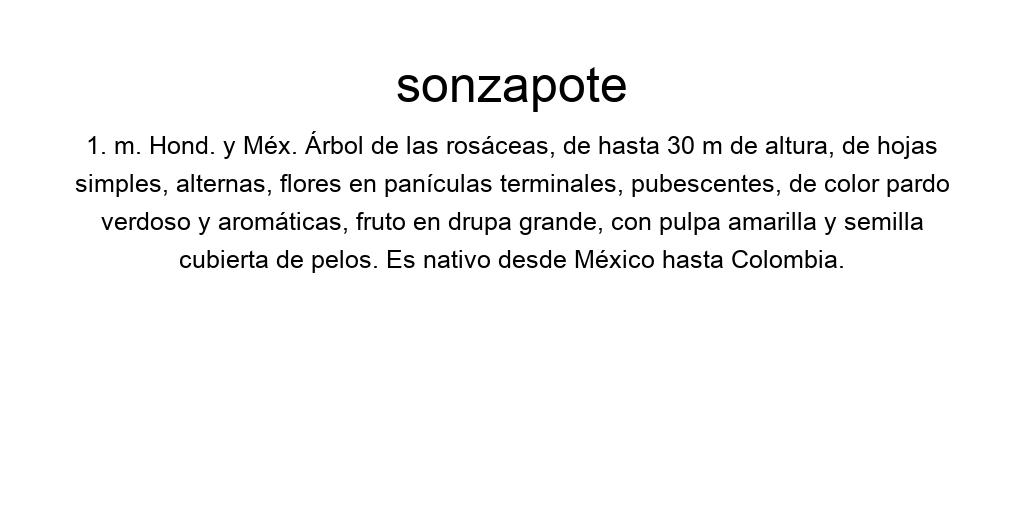 sonzapote
1. m. Hond. y Méx. Árbol de las rosáceas, de hasta 30 m de altura, de hojas
simples, alternas, flores en panículas terminales, pubescentes, de color pardo
verdoso y aromáticas, fruto en drupa grande, con pulpa amarilla y semilla
cubierta de pelos. Es nativo desde México hasta Colombia.